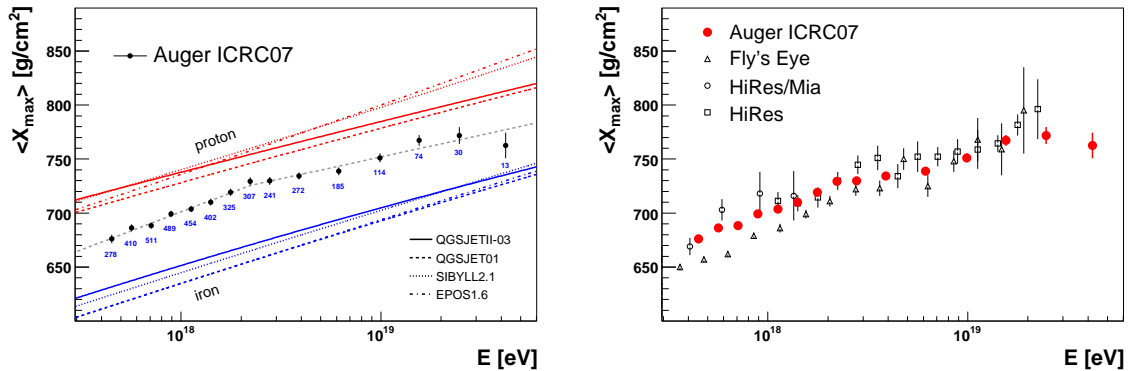 <X_max> [g/cm²]
850
800
750
700
650
Auger ICRC07
proton
iron
278
410
511
489
454
402
325
307
241
272
185
114
74
30
13
QGSJETII-03
QGSJET01
SIBYLL2.1
EPOS1.6
10^18
10^19
E [eV]
<X_max> [g/cm²]
850
800
750
700
650
Auger ICRC07
Fly's Eye
HiRes/Mia
HiRes
10^18
10^19
E [eV]